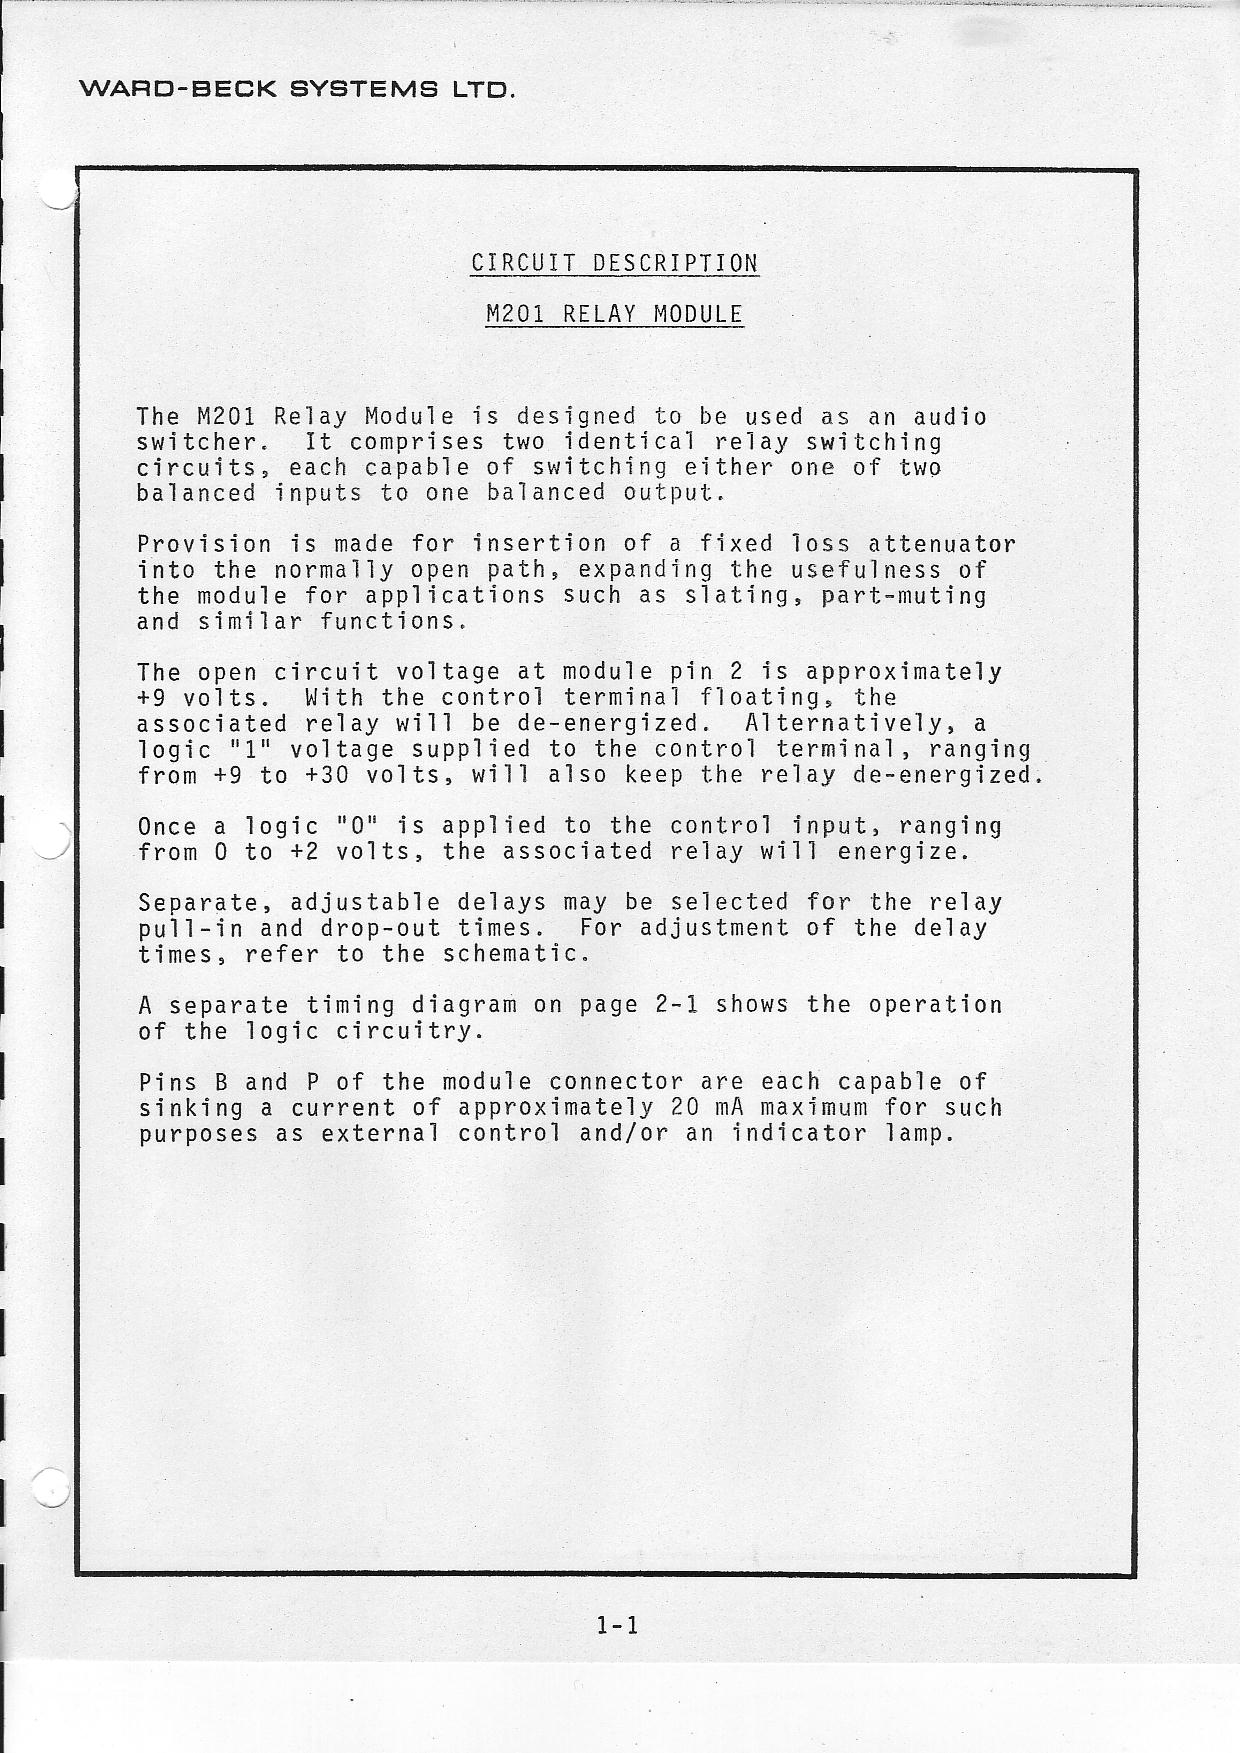 WARD-BECK SYSTEMS LTD.
CIRCUIT DESCRIPTION
M201 RELAY MODULE
The M201 Relay Module is designed to be used as an audio
switcher.  It comprises two identical relay switching
circuits, each capable of switching either one of two
balanced inputs to one balanced output.
Provision is made for insertion of a fixed loss attenuator
into the normally open path, expanding the usefulness of
the module for applications such as slating, part-muting
and similar functions.
The open circuit voltage at module pin 2 is approximately
+9 volts.  With the control terminal floating, the
associated relay will be de-energized.  Alternatively, a
logic "1" voltage supplied to the control terminal, ranging
from +9 to +30 volts, will also keep the relay de-energized.
Once a logic "0" is applied to the control input, ranging
from 0 to +2 volts, the associated relay will energize.
Separate, adjustable delays may be selected for the relay
pull-in and drop-out times.  For adjustment of the delay
times, refer to the schematic.
A separate timing diagram on page 2-1 shows the operation
of the logic circuitry.
Pins B and P of the module connector are each capable of
sinking a current of approximately 20 mA maximum for such
purposes as external control and/or an indicator lamp.
1-1